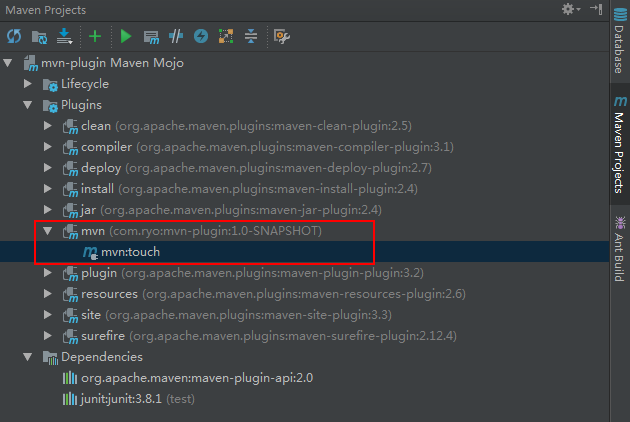 Maven Projects
mvn-plugin Maven Mojo
Lifecycle
Plugins
clean (org.apache.maven.plugins:maven-clean-plugin:2.5)
compiler (org.apache.maven.plugins:maven-compiler-plugin:3.1)
deploy (org.apache.maven.plugins:maven-deploy-plugin:2.7)
install (org.apache.maven.plugins:maven-install-plugin:2.4)
jar (org.apache.maven.plugins:maven-jar-plugin:2.4)
mvn (com.ryo:mvn-plugin:1.0-SNAPSHOT)
mvn:touch
plugin (org.apache.maven.plugins:maven-plugin-plugin:3.2)
resources (org.apache.maven.plugins:maven-resources-plugin:2.6)
site (org.apache.maven.plugins:maven-site-plugin:3.3)
surefire (org.apache.maven.plugins:maven-surefire-plugin:2.12.4)
Dependencies
org.apache.maven:maven-plugin-api:2.0
junit:junit:3.8.1 (test)
Database
Maven Projects
Ant Build